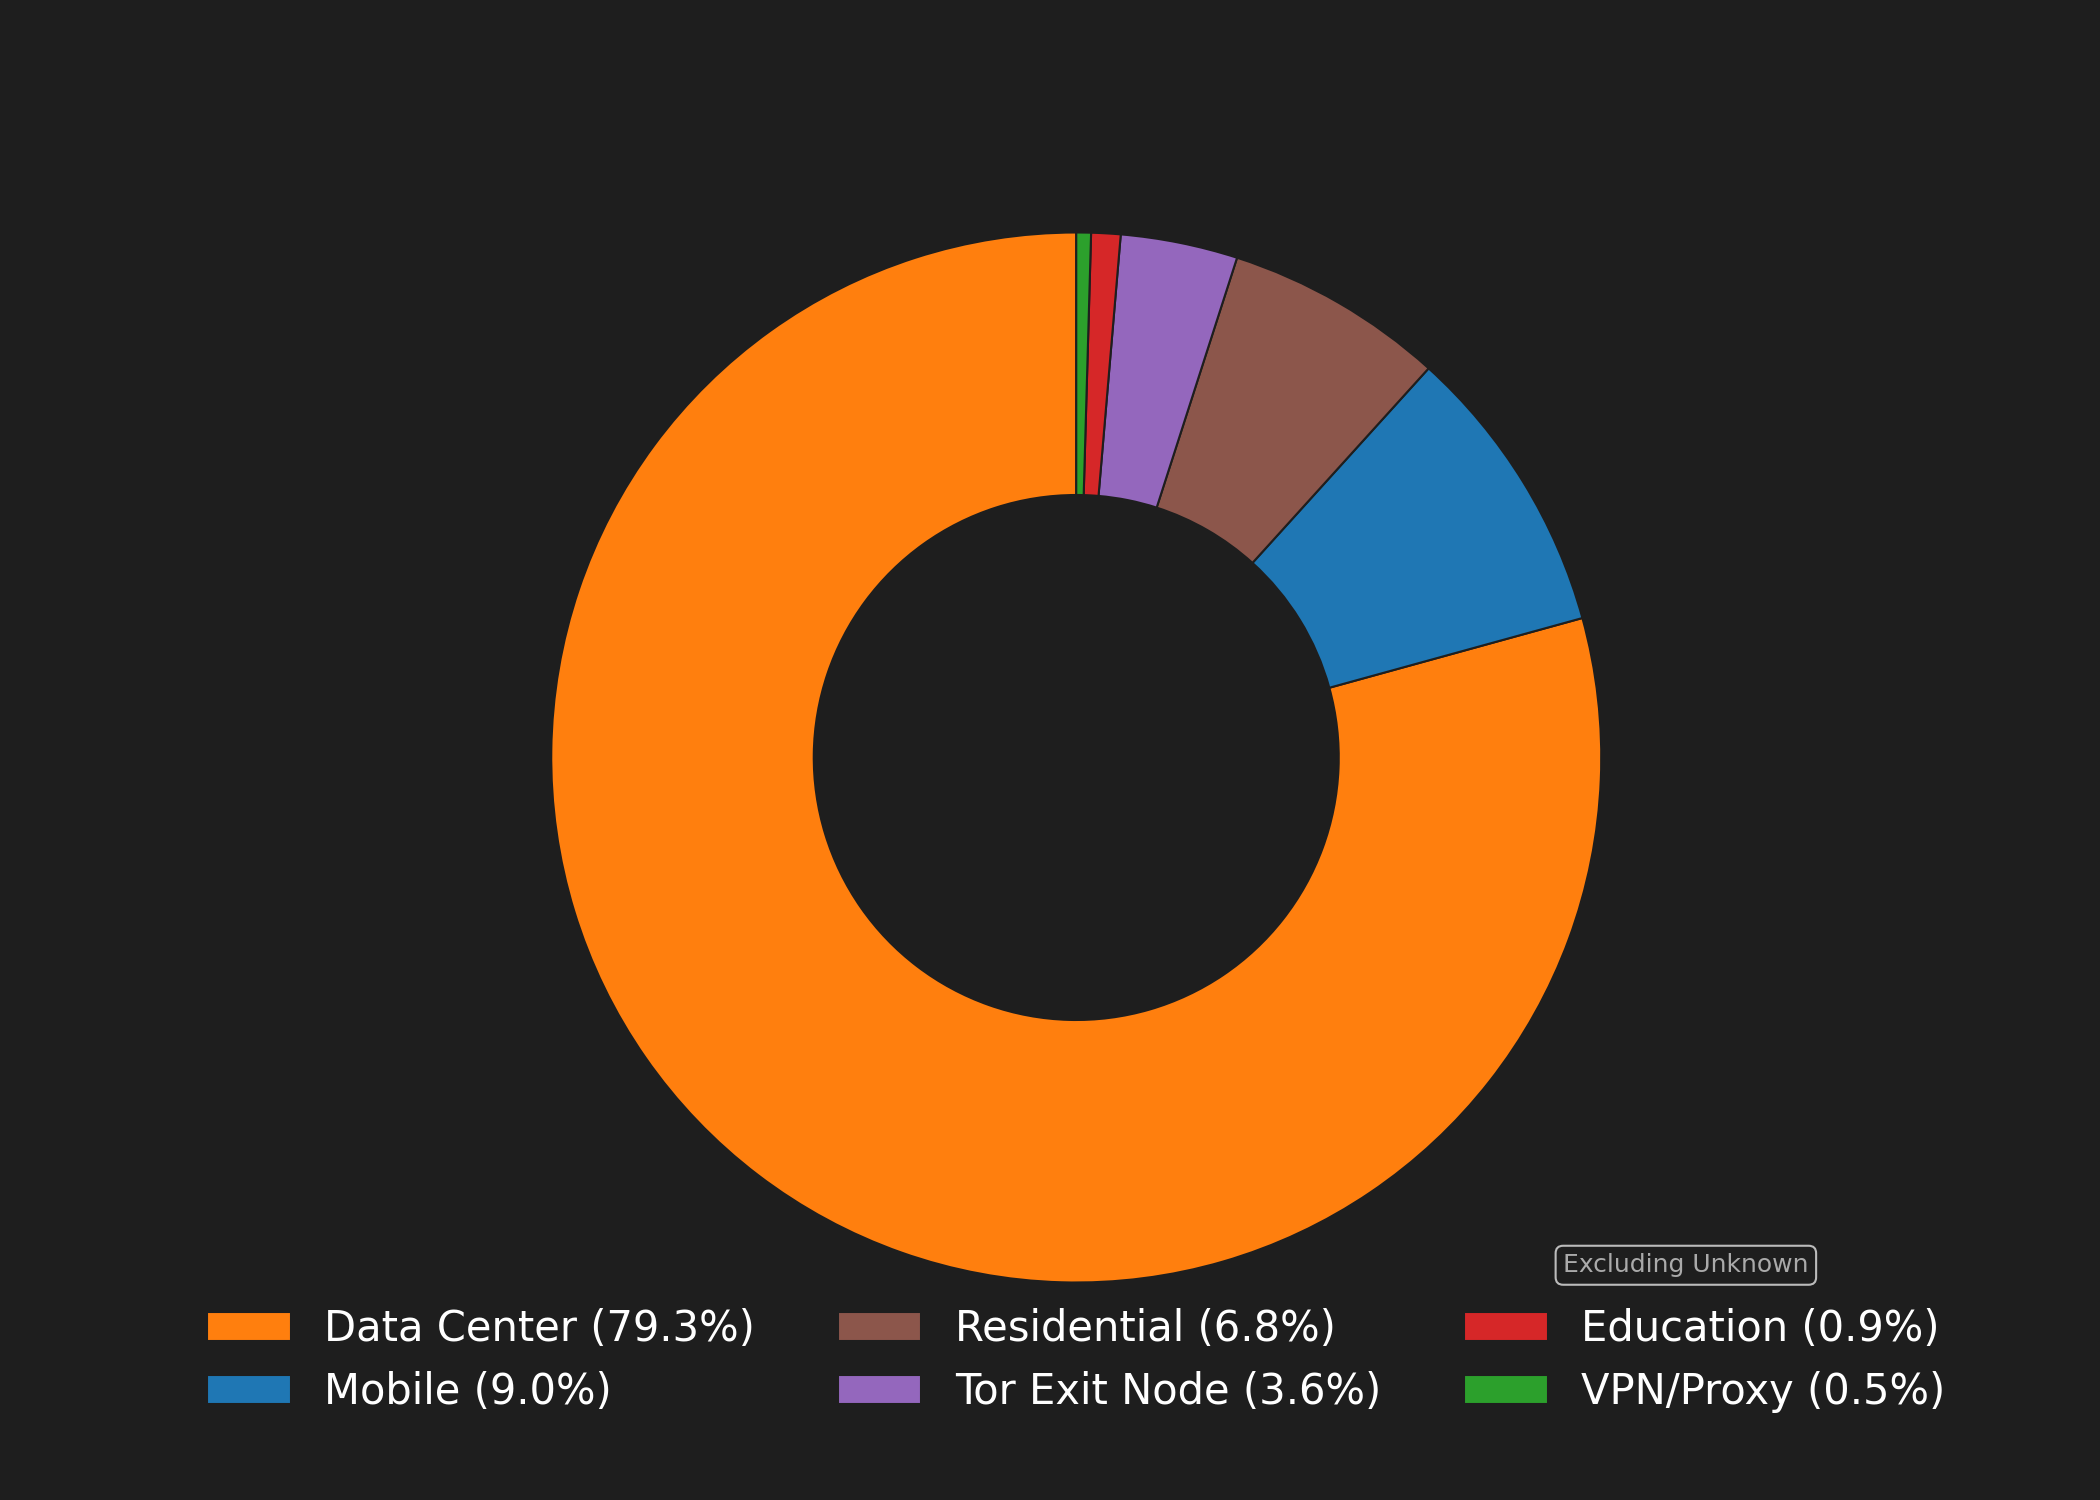 Excluding Unknown
Data Center (79.3%)
Mobile (9.0%)
Residential (6.8%)
Tor Exit Node (3.6%)
Education (0.9%)
VPN/Proxy (0.5%)